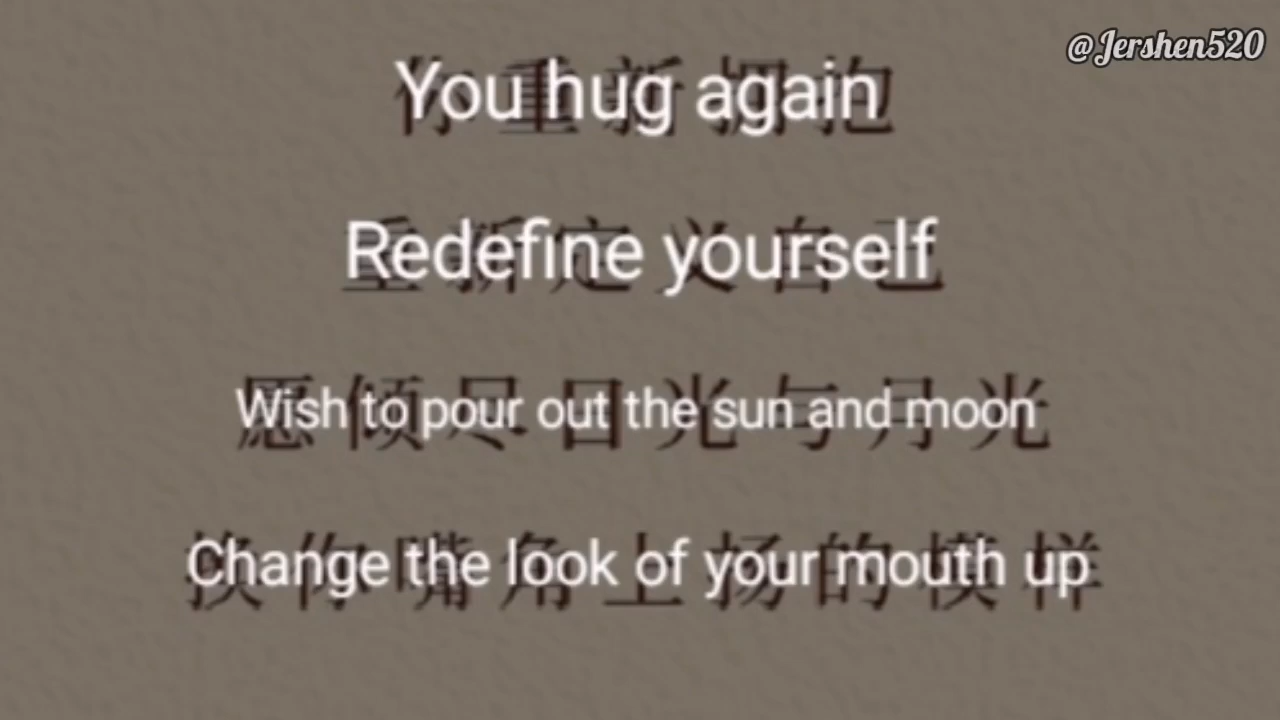 @Jershen520
You hug again
你重新拥抱
Redefine yourself
重新定义自己
Wish to pour out the sun and moon
愿倾尽日光与月光
Change the look of your mouth up
换你嘴角上扬的模样